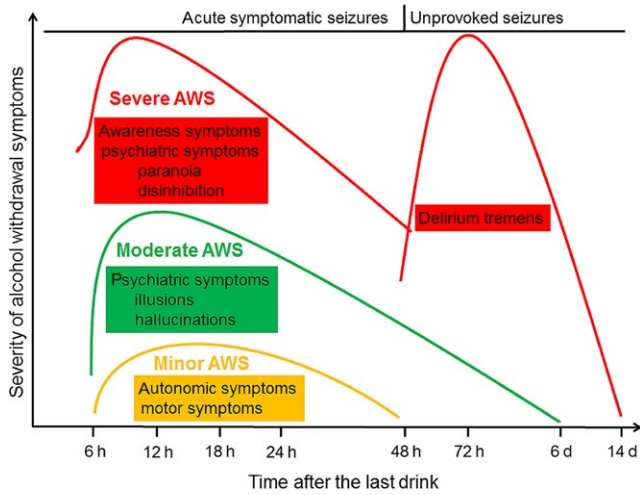 Acute symptomatic seizures
Unprovoked seizures
Severity of alcohol withdrawal symptoms
Severe AWS
Awareness symptoms
psychiatric symptoms
paranoia
disinhibition
Delirium tremens
Moderate AWS
Psychiatric symptoms
illusions
hallucinations
Minor AWS
Autonomic symptoms
motor symptoms
6 h 12 h 18 h 24 h 48 h 72 h 6 d 14 d
Time after the last drink